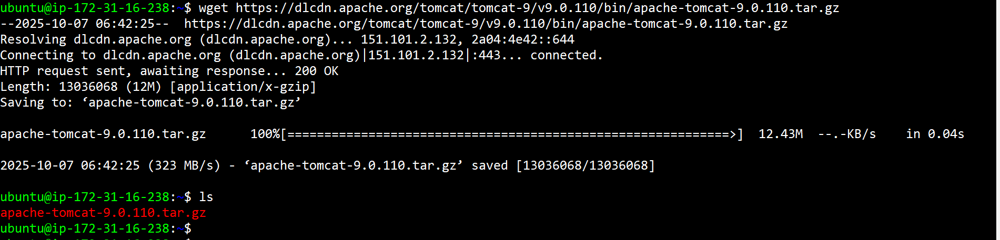 ubuntu@ip-172-31-16-238:~$ wget https://dlcdn.apache.org/tomcat/tomcat-9/v9.0.110/bin/apache-tomcat-9.0.110.tar.gz
--2025-10-07 06:42:25--  https://dlcdn.apache.org/tomcat/tomcat-9/v9.0.110/bin/apache-tomcat-9.0.110.tar.gz
Resolving dlcdn.apache.org (dlcdn.apache.org)... 151.101.2.132, 2a04:4e42::644
Connecting to dlcdn.apache.org (dlcdn.apache.org)|151.101.2.132|:443... connected.
HTTP request sent, awaiting response... 200 OK
Length: 13036068 (12M) [application/x-gzip]
Saving to: ‘apache-tomcat-9.0.110.tar.gz’
apache-tomcat-9.0.110.tar.gz      100%[============================================================>]  12.43M  --.-KB/s    in 0.04s
2025-10-07 06:42:25 (323 MB/s) - ‘apache-tomcat-9.0.110.tar.gz’ saved [13036068/13036068]
ubuntu@ip-172-31-16-238:~$ ls
apache-tomcat-9.0.110.tar.gz
ubuntu@ip-172-31-16-238:~$
ubuntu@ip-172-31-16-238:~$